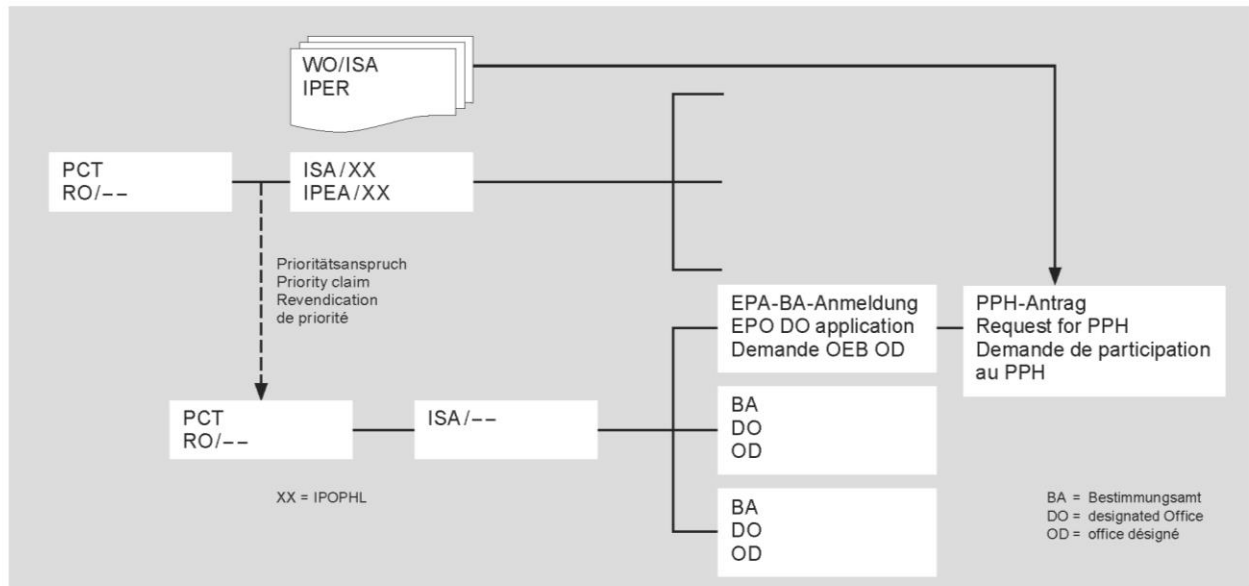 WO/ISA
IPER
PCT
RO/−−
ISA/XX
IPEA/XX
Prioritätsanspruch
Priority claim
Revendication
de priorité
EPA-BA-Anmeldung
EPO DO application
Demande OEB OD
PPH-Antrag
Request for PPH
Demande de participation
au PPH
PCT
RO/−−
ISA/−−
BA
DO
OD
XX = IPOPHL
BA
DO
OD
BA = Bestimmungsamt
DO = designated Office
OD = office désigné